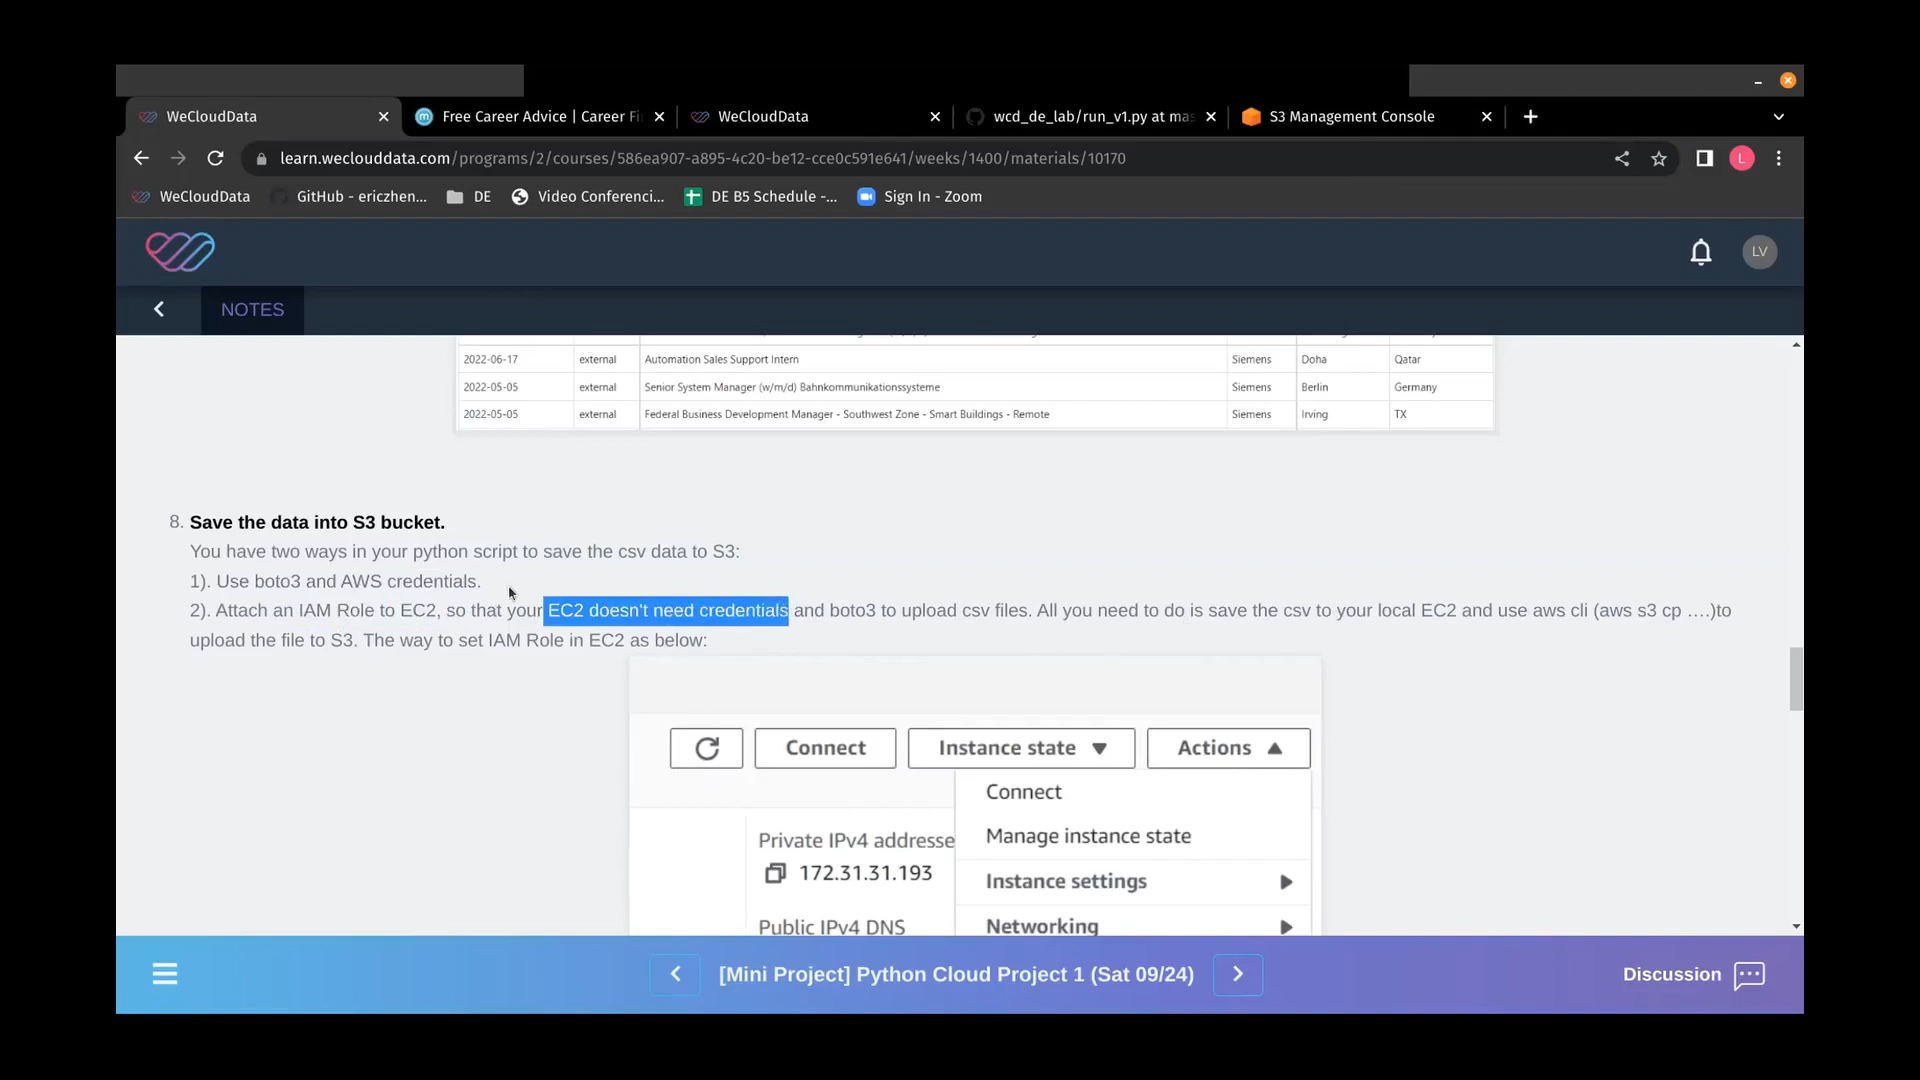 WeCloudData
Free Career Advice | Career Fi
WeCloudData
wcd_de_lab/run_v1.py at mas
S3 Management Console
learn.weclouddata.com/programs/2/courses/586ea907-a895-4c20-be12-cce0c591e641/weeks/1400/materials/10170
L
WeCloudData
GitHub - ericzhen...
DE
Video Conferenci...
DE B5 Schedule -...
Sign In - Zoom
LV
NOTES
2022-06-17 external Automation Sales Support Intern Siemens Doha Qatar
2022-05-05 external Senior System Manager (w/m/d) Bahnkommunikationssysteme Siemens Berlin Germany
2022-05-05 external Federal Business Development Manager - Southwest Zone - Smart Buildings - Remote Siemens Irving TX
8. Save the data into S3 bucket.
You have two ways in your python script to save the csv data to S3:
1). Use boto3 and AWS credentials.
2). Attach an IAM Role to EC2, so that your EC2 doesn't need credentials and boto3 to upload csv files. All you need to do is save the csv to your local EC2 and use aws cli (aws s3 cp ….)to
upload the file to S3. The way to set IAM Role in EC2 as below:
Connect
Instance state
Actions
Connect
Manage instance state
Private IPv4 addresse
172.31.31.193
Instance settings
Public IPv4 DNS
Networking
[Mini Project] Python Cloud Project 1 (Sat 09/24)
Discussion